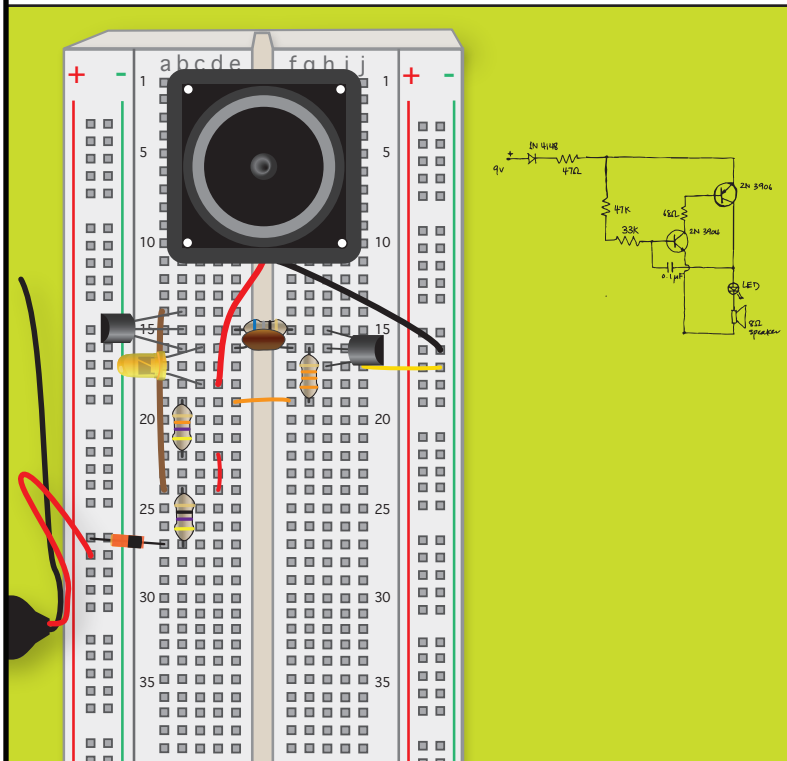 a b c d e f g h i j
+ - + -
1 1
5 5
10 10
15 15
20 20
25 25
30 30
35 35
+
9v
1N 4148
47Ω
47K
33K
68Ω
2N 3906
2N 3904
0.1µF
LED
8Ω
speaker